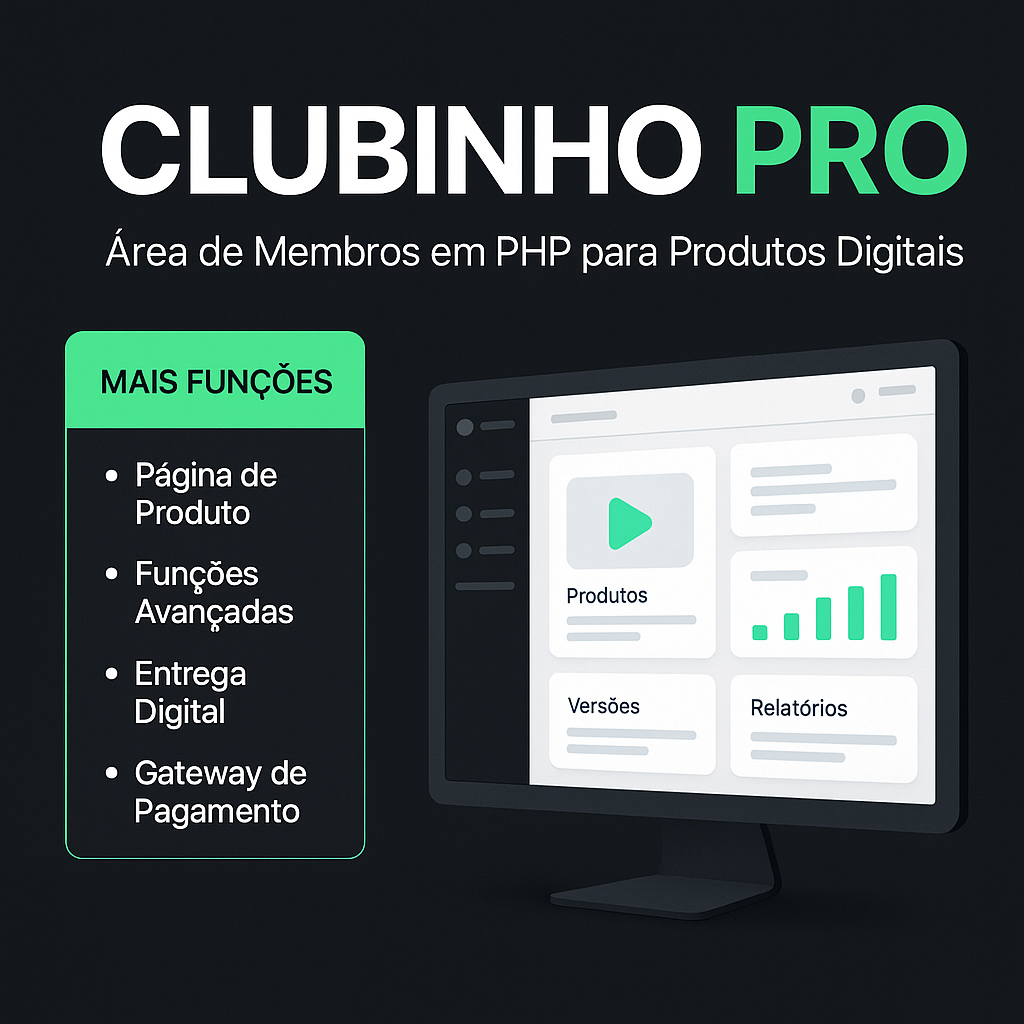 CLUBINHO PRO
Área de Membros em PHP para Produtos Digitais
MAIS FUNÇÕES
• Página de
Produto
• Funções
Avançadas
• Entrega
Digital
• Gateway de
Pagamento
Produtos
Versões
Relatórios